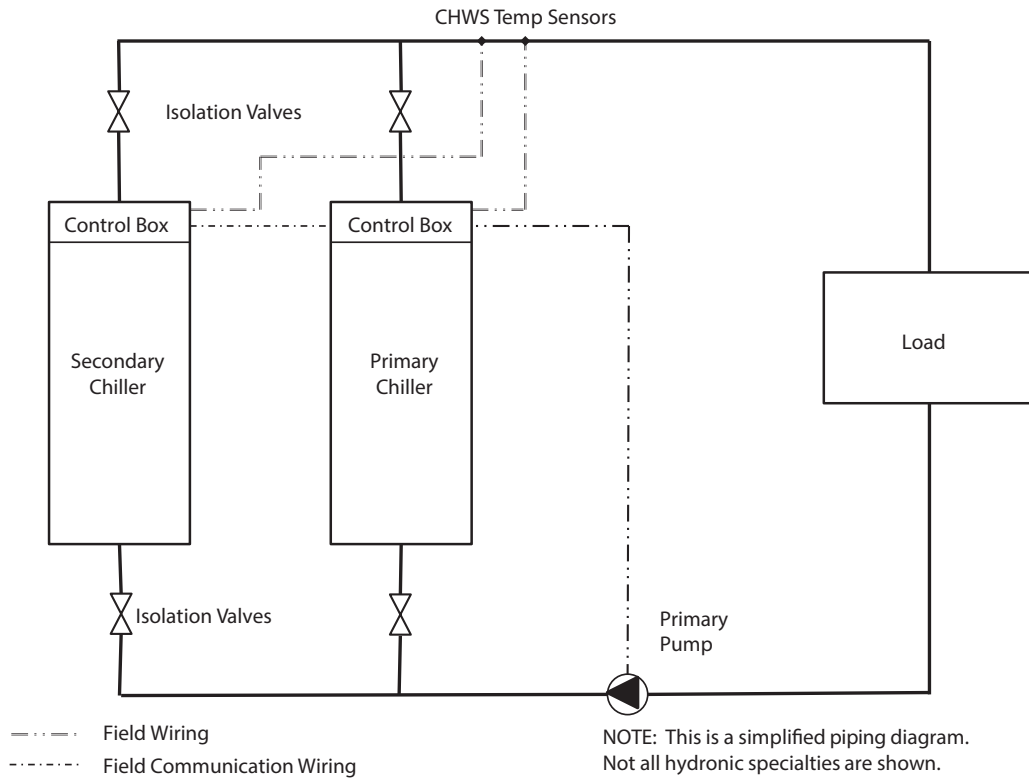 CHWS Temp Sensors
Isolation Valves
Control Box
Control Box
Secondary
Chiller
Primary
Chiller
Load
Isolation Valves
Primary
Pump
Field Wiring
Field Communication Wiring
NOTE: This is a simplified piping diagram.
Not all hydronic specialties are shown.